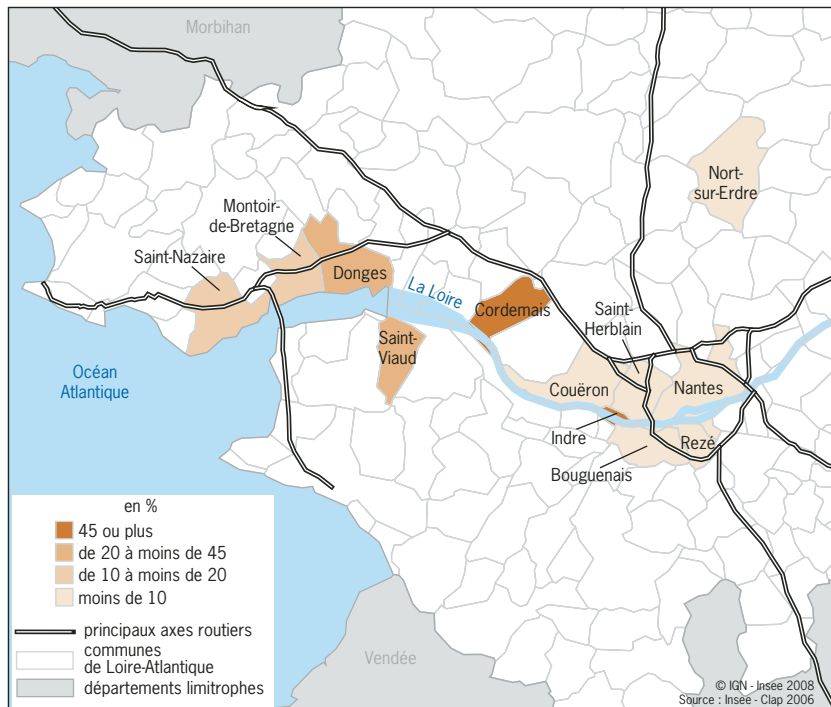 Morbihan
Nort-
sur-Erdre
Montoir-
de-Bretagne
Saint-Nazaire
Donges
La Loire
Cordemais
Saint-
Herblain
Saint-
Viaud
Océan
Atlantique
Couëron
Nantes
Indre
Rezé
Bouguenais
en %
45 ou plus
de 20 à moins de 45
de 10 à moins de 20
moins de 10
principaux axes routiers
communes
de Loire-Atlantique
départements limitrophes
Vendée
© IGN - Insee 2008
Source : Insee - Clap 2006